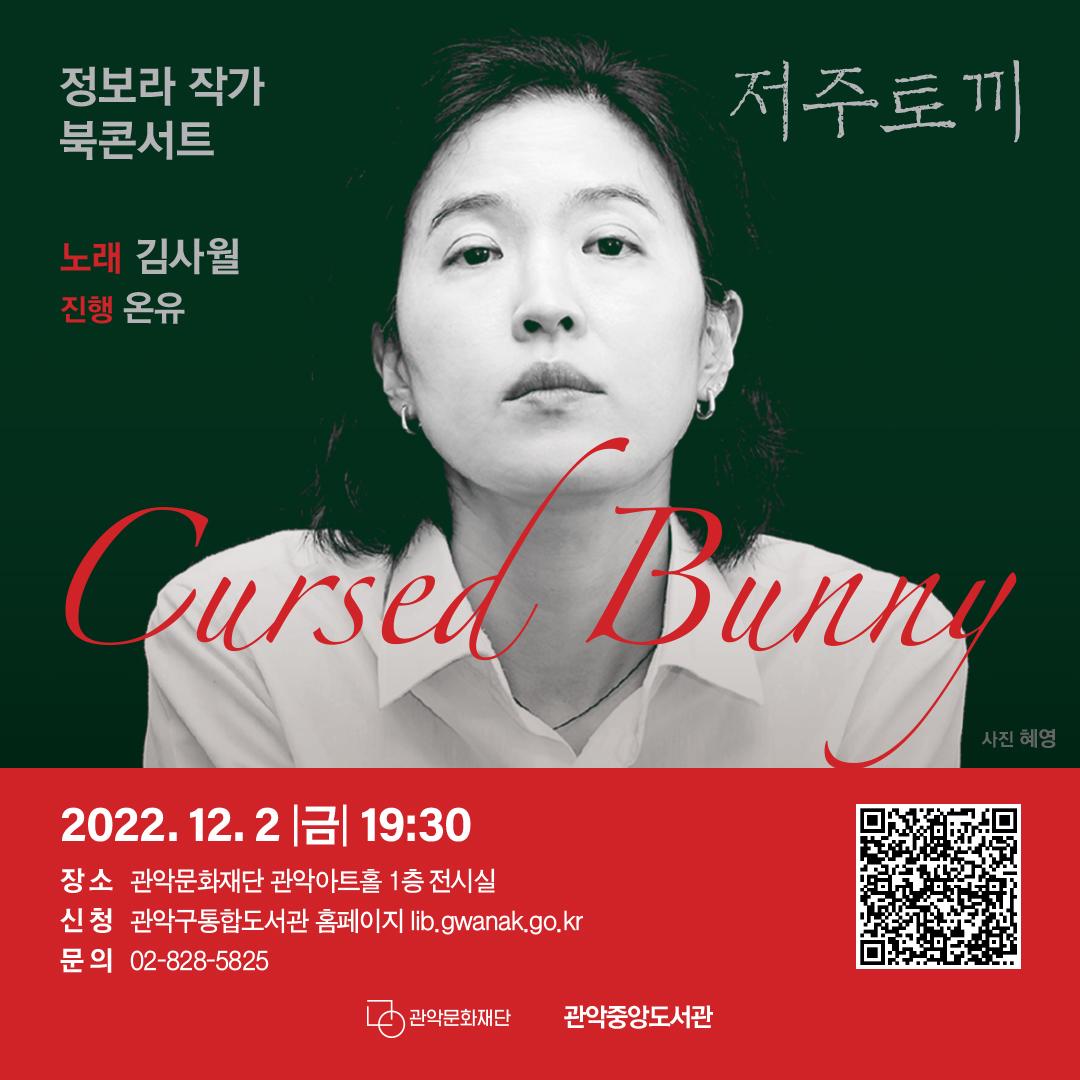 정보라 작가
북콘서트
저주토끼
노래 김사월
진행 온유
Cursed Bunny
사진 혜영
2022. 12. 2 |금| 19:30
장소 관악문화재단 관악아트홀 1층 전시실
신청 관악구통합도서관 홈페이지 lib.gwanak.go.kr
문의 02-828-5825
관악문화재단
관악중앙도서관